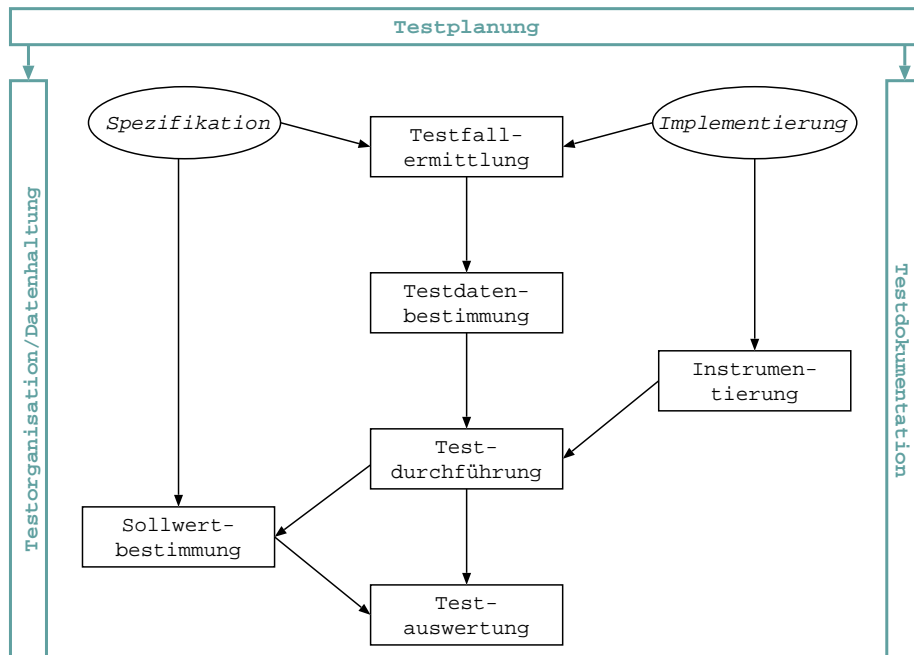 Testplanung
Spezifikation
Implementierung
Testfall-
ermittlung
Testorganisation/Datenhaltung
Testdaten-
bestimmung
Testdokumentation
Instrumen-
tierung
Test-
durchführung
Sollwert-
bestimmung
Test-
auswertung